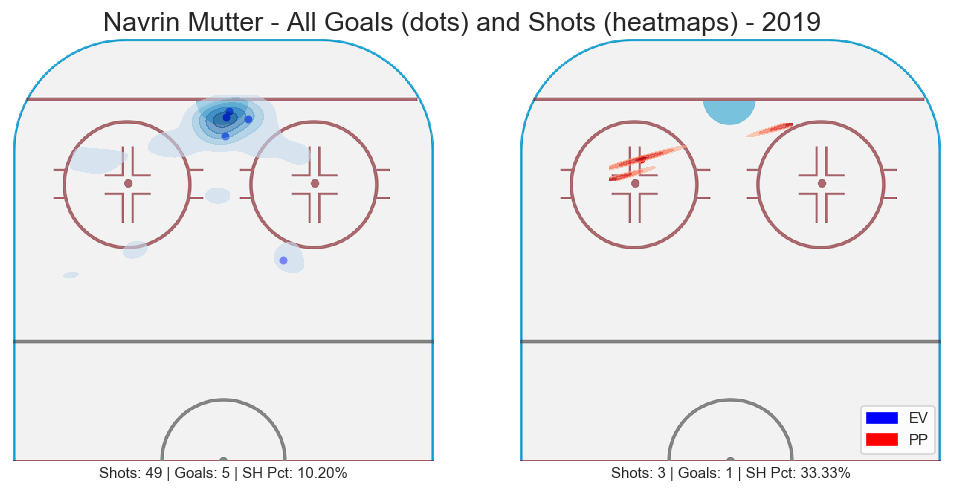 Navrin Mutter - All Goals (dots) and Shots (heatmaps) - 2019
EV
PP
Shots: 49 | Goals: 5 | SH Pct: 10.20%
Shots: 3 | Goals: 1 | SH Pct: 33.33%